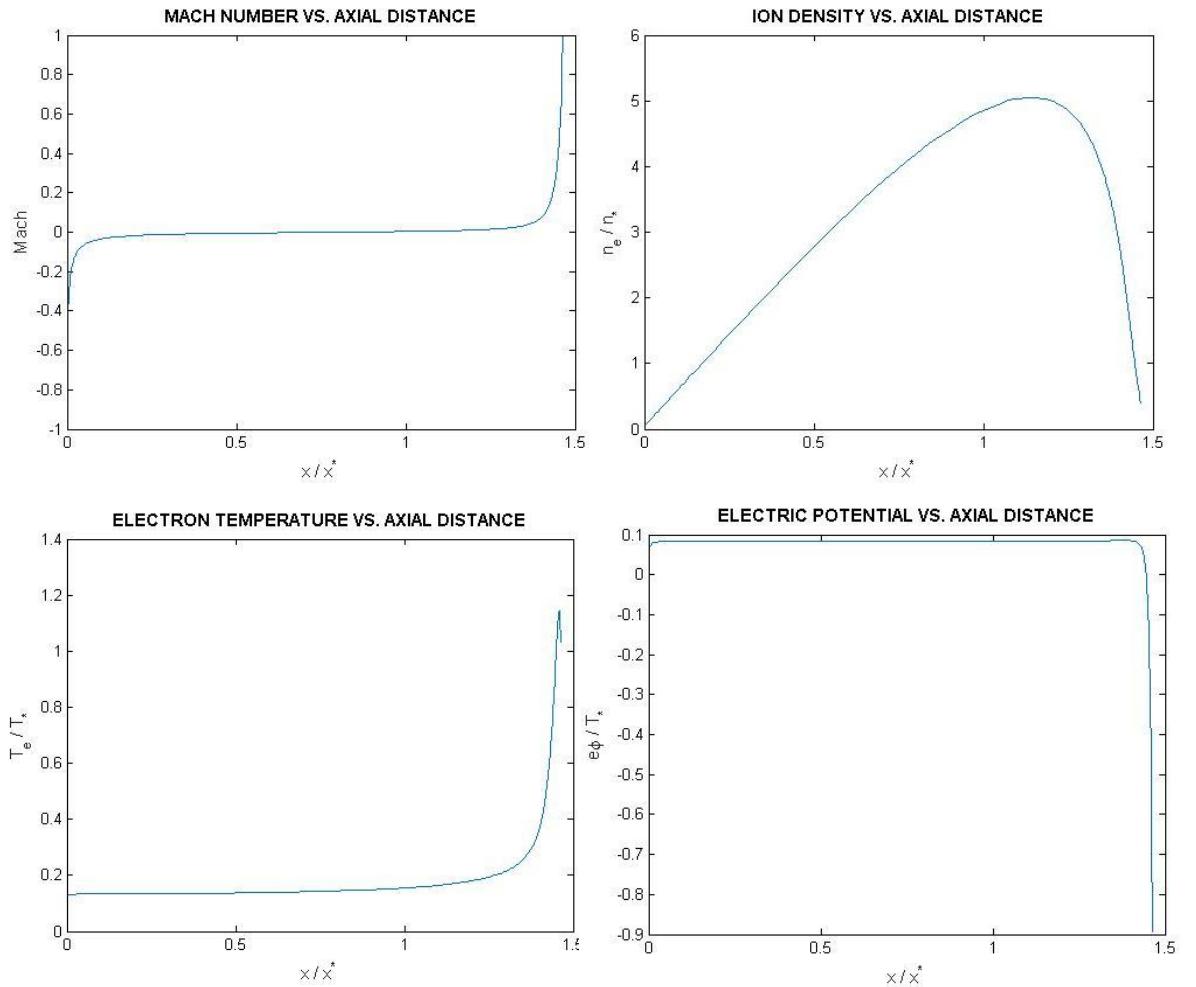 MACH NUMBER VS. AXIAL DISTANCE
1
0.8
0.6
0.4
0.2
0
-0.2
-0.4
-0.6
-0.8
-1
Mach
0 0.5 1 1.5
x / x*
ION DENSITY VS. AXIAL DISTANCE
6
5
4
3
2
1
0
n_e / n_*
0 0.5 1 1.5
x / x*
ELECTRON TEMPERATURE VS. AXIAL DISTANCE
1.4
1.2
1
0.8
0.6
0.4
0.2
0
T_e / T_*
0 0.5 1 1.5
x / x*
ELECTRIC POTENTIAL VS. AXIAL DISTANCE
0.1
0
-0.1
-0.2
-0.3
-0.4
-0.5
-0.6
-0.7
-0.8
-0.9
eϕ / T_*
0 0.5 1 1.5
x / x*